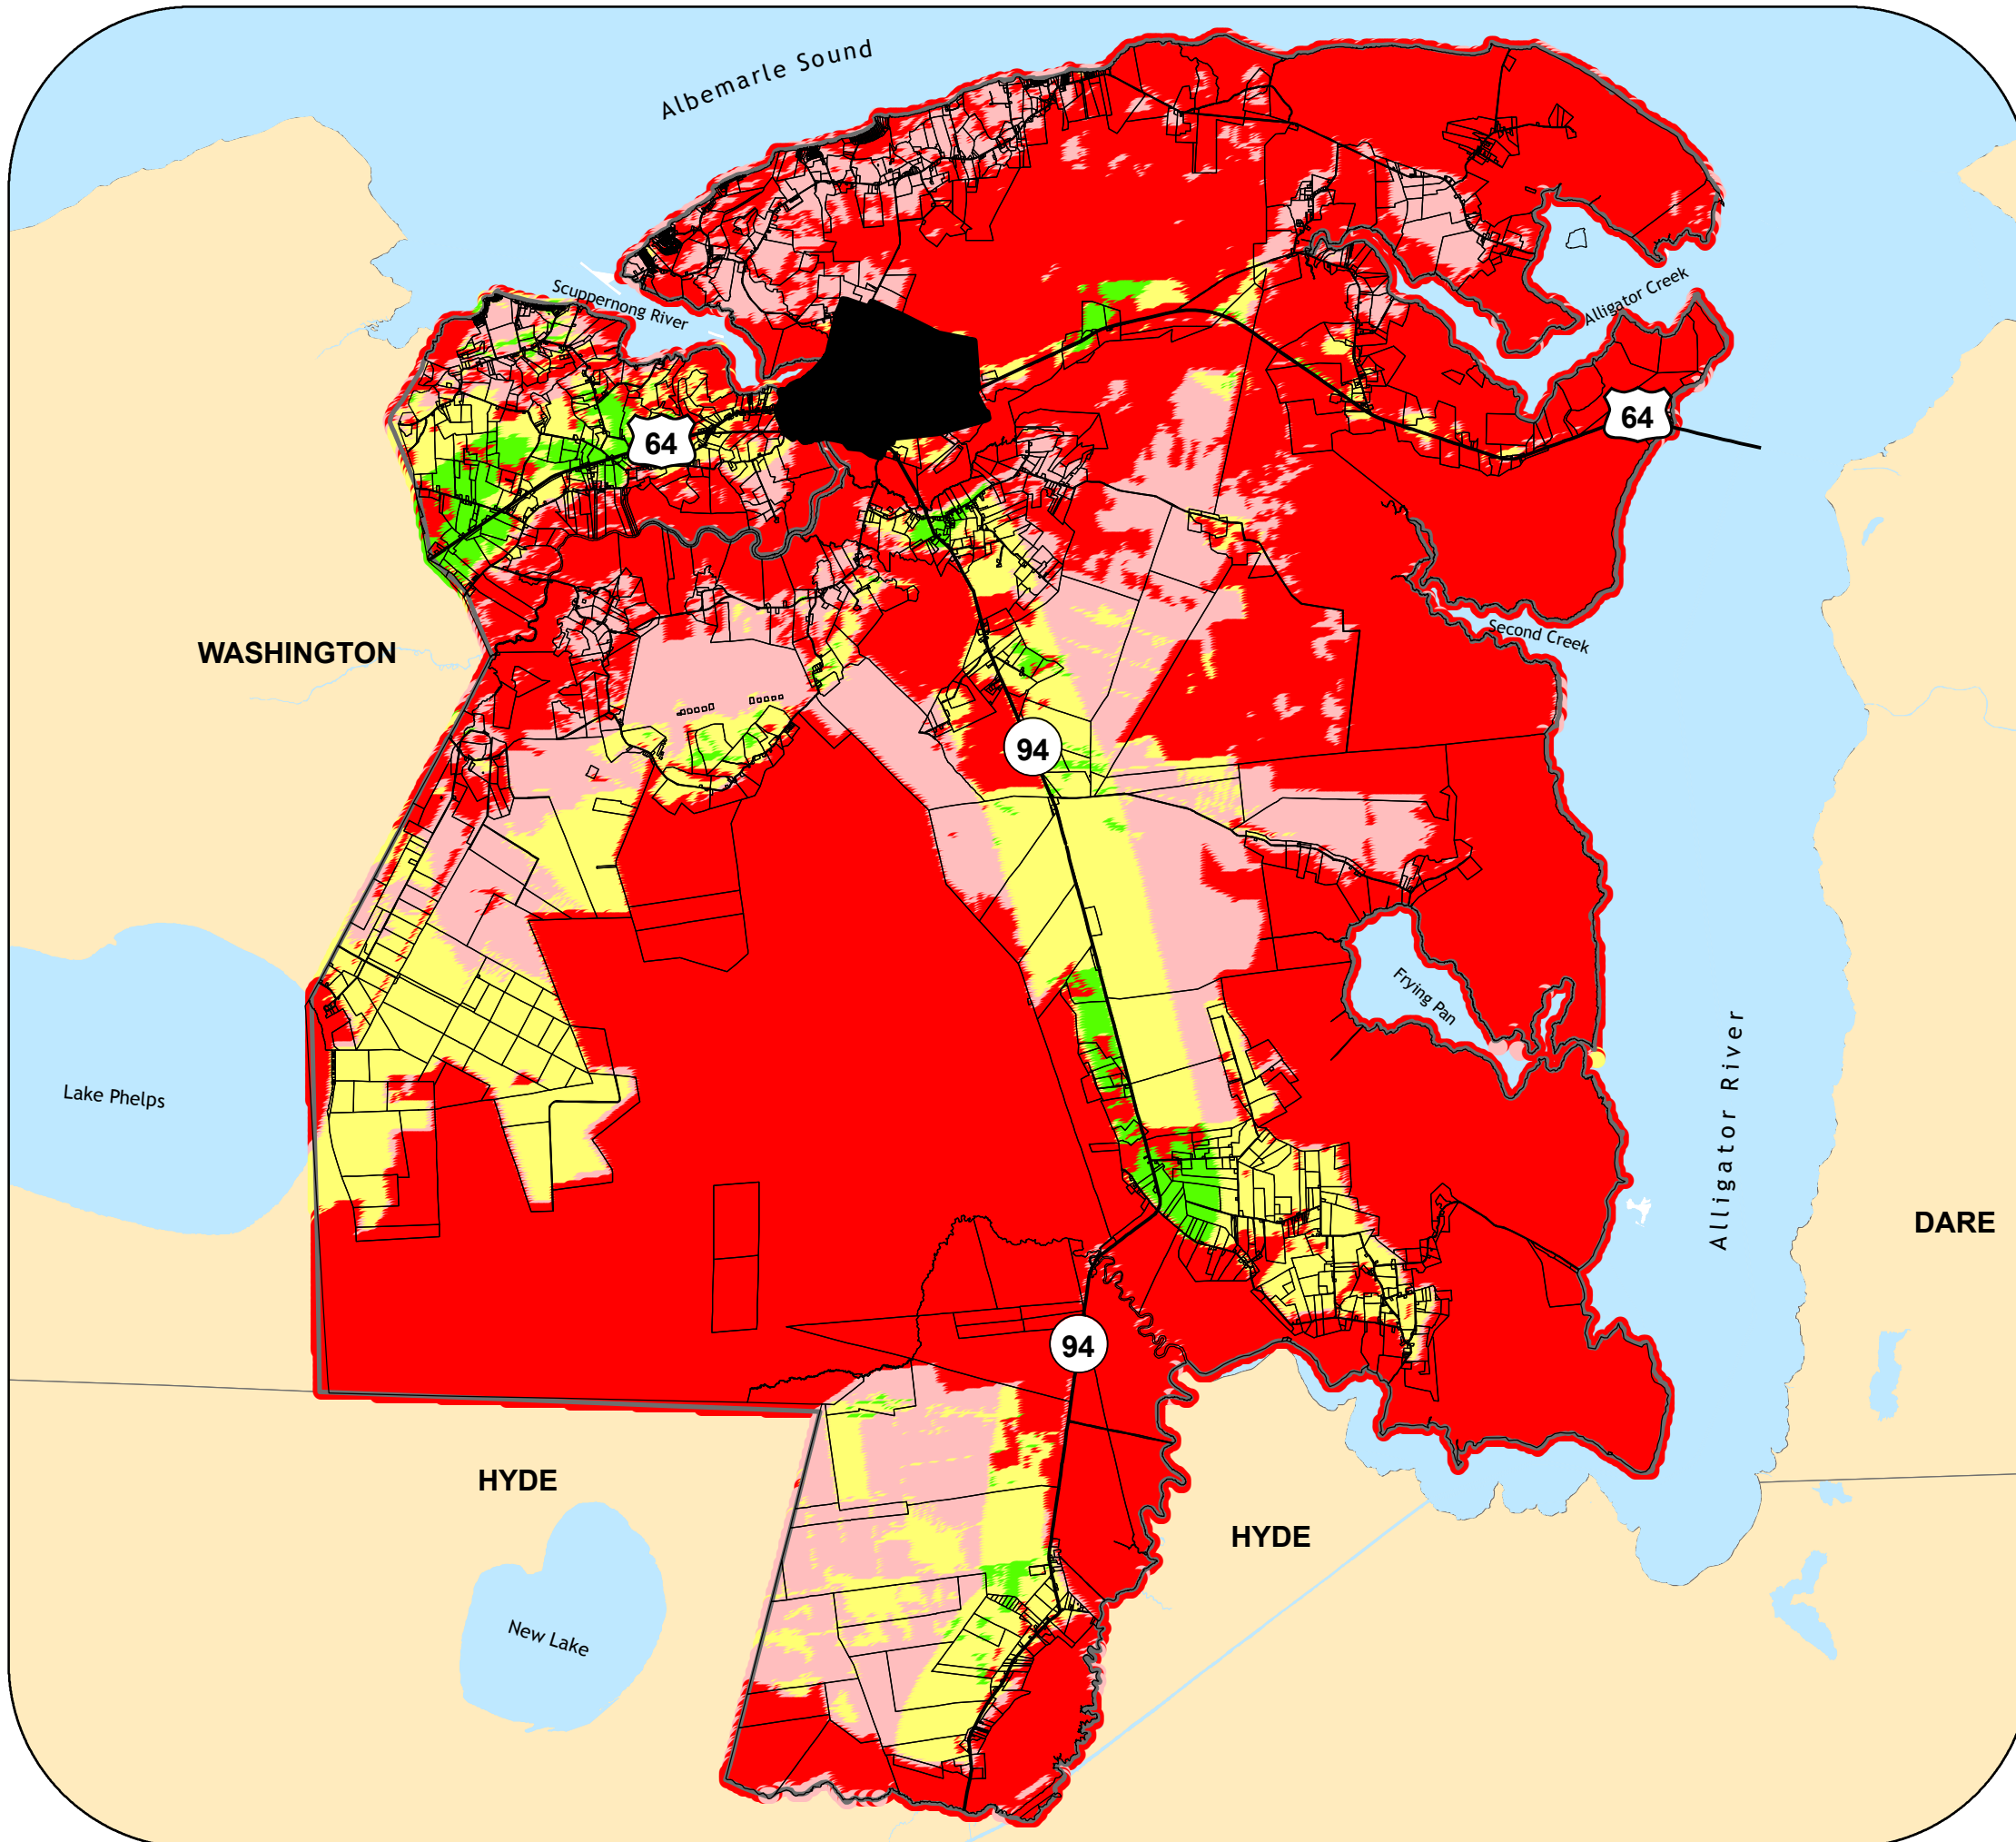 Albemarle Sound
Scuppernong River
Alligator Creek
64
64
Second Creek
WASHINGTON
94
Frying Pan
Lake Phelps
Alligator River
DARE
94
HYDE
HYDE
New Lake